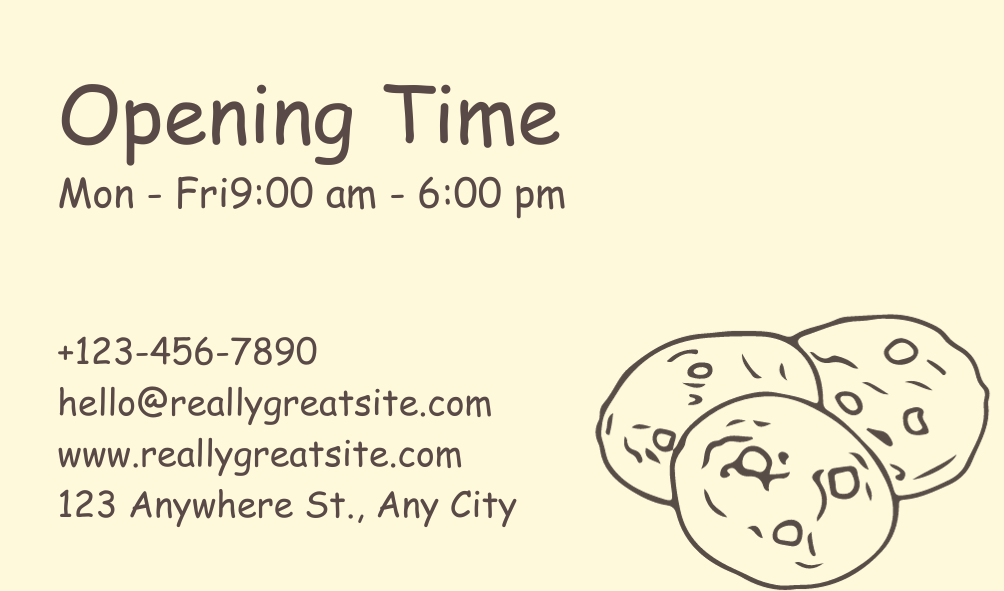 Opening Time
Mon - Fri9:00 am - 6:00 pm
+123-456-7890
hello@reallygreatsite.com
www.reallygreatsite.com
123 Anywhere St., Any City